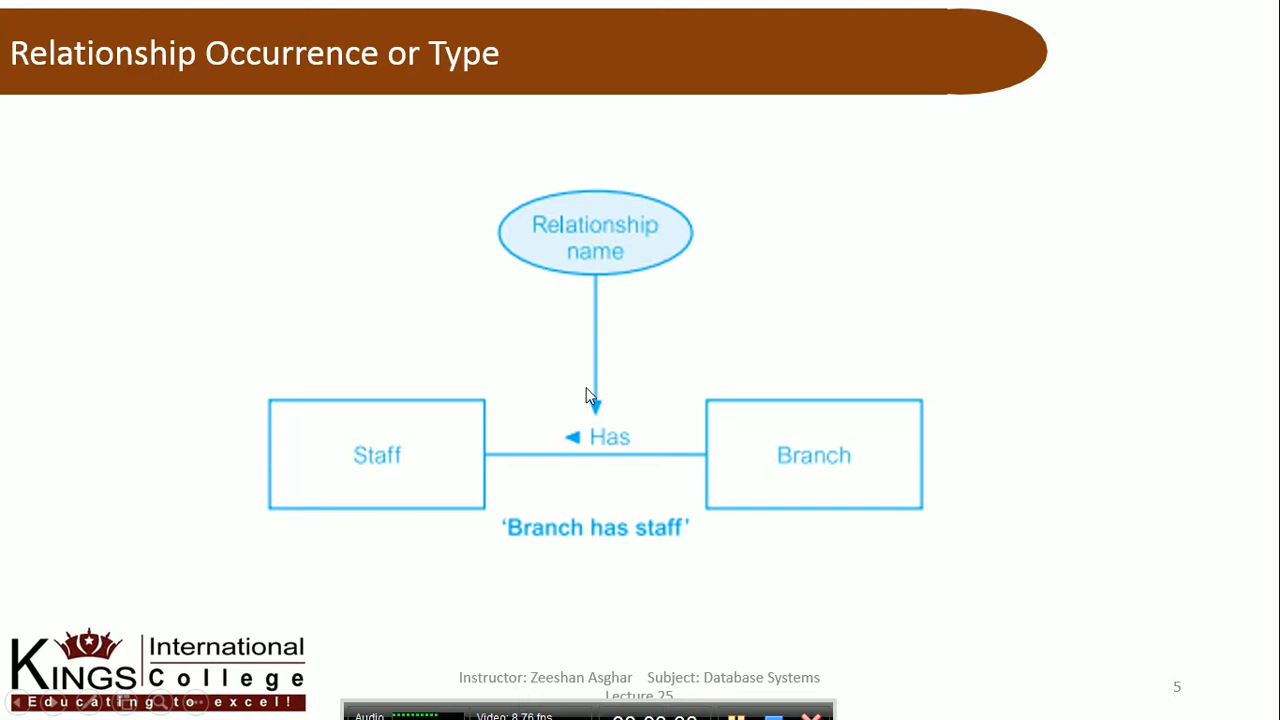 Relationship Occurrence or Type
Relationship
name
Staff
◄ Has
Branch
‘Branch has staff’
KINGS
International
College
Educating to excel!
Instructor: Zeeshan Asghar Subject: Database Systems
Lecture 25
5
Audio
Video: 8.76 fps